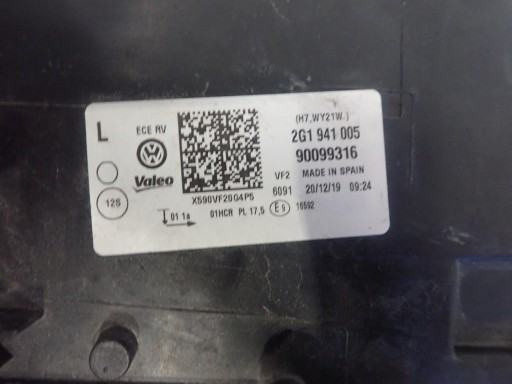 L
ECE RV
(H7,WY21W.)
2G1 941 005
90099316
Valeo
VF2 MADE IN SPAIN
X590VF20G4P5
6091 20/12/19 09:24
12S
01 1a
01HCR PL 17,5
E9 16592